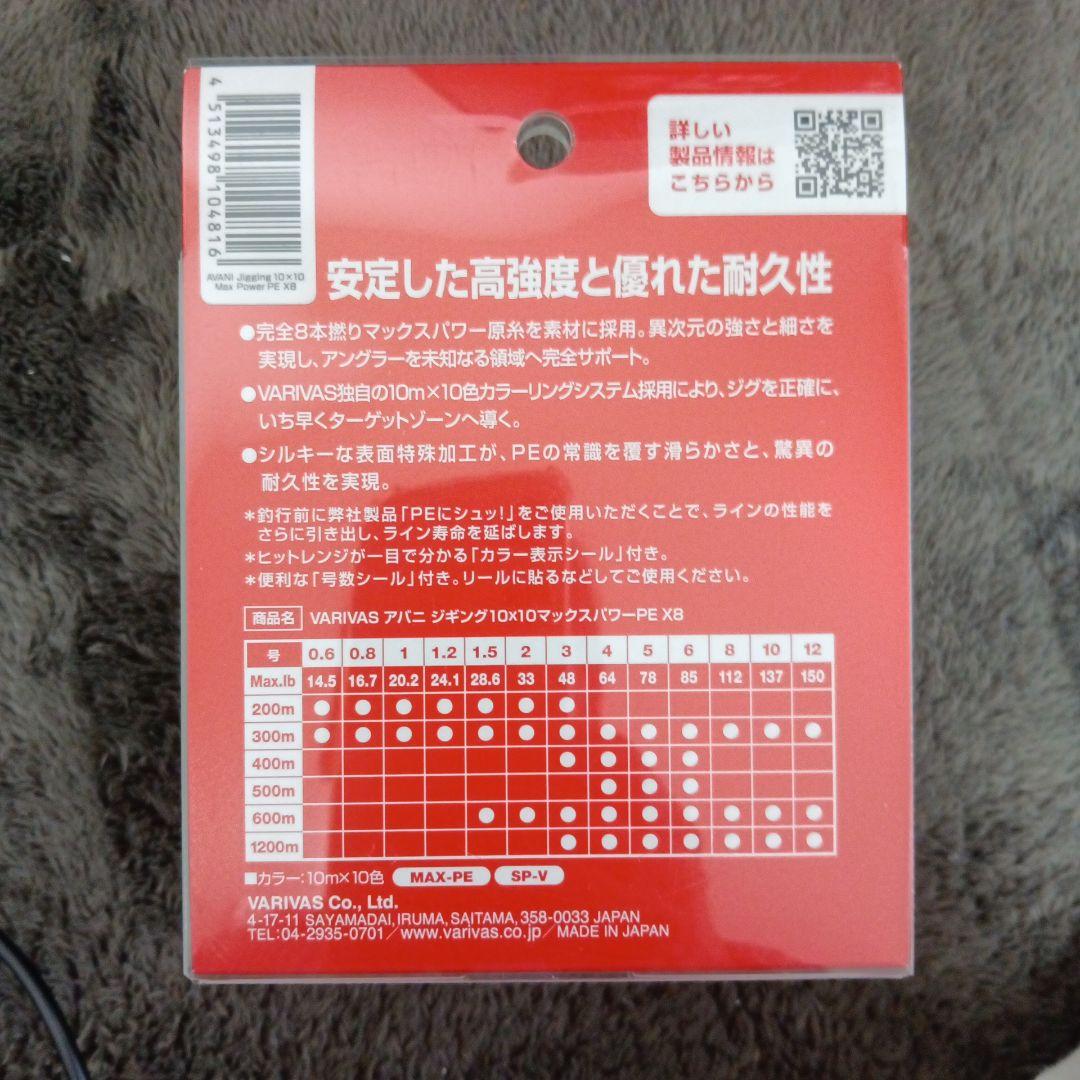 4 513498 104816
AVANI Jigging 10×10
Max Power PE X8
詳しい
製品情報は
こちらから
安定した高強度と優れた耐久性
●完全8本撚りマックスパワー原糸を素材に採用。異次元の強さと細さを
実現し、アングラーを未知なる領域へ完全サポート。
●VARIVAS独自の10m×10色カラーリングシステム採用により、ジグを正確に、
いち早くターゲットゾーンへ導く。
●シルキーな表面特殊加工が、PEの常識を覆す滑らかさと、驚異の
耐久性を実現。
*釣行前に弊社製品「PEにシュッ!」をご使用いただくことで、ラインの性能を
さらに引き出し、ライン寿命を延ばします。
*ヒットレンジが一目で分かる「カラー表示シール」付き。
*便利な「号数シール」付き。リールに貼るなどしてご使用ください。
商品名 VARIVAS アバニ ジギング10x10マックスパワーPE X8
号 0.6 0.8 1 1.2 1.5 2 3 4 5 6 8 10 12
Max.lb 14.5 16.7 20.2 24.1 28.6 33 48 64 78 85 112 137 150
200m ● ● ● ● ● ● ●
300m ● ● ● ● ● ● ● ● ● ● ● ● ●
400m ● ● ● ●
500m ● ● ●
600m ● ● ● ● ● ● ● ● ●
1200m ● ● ● ● ● ● ●
■カラー:10m×10色 MAX-PE SP-V
VARIVAS Co., Ltd.
4-17-11 SAYAMADAI, IRUMA, SAITAMA, 358-0033 JAPAN
TEL:04-2935-0701/www.varivas.co.jp/MADE IN JAPAN